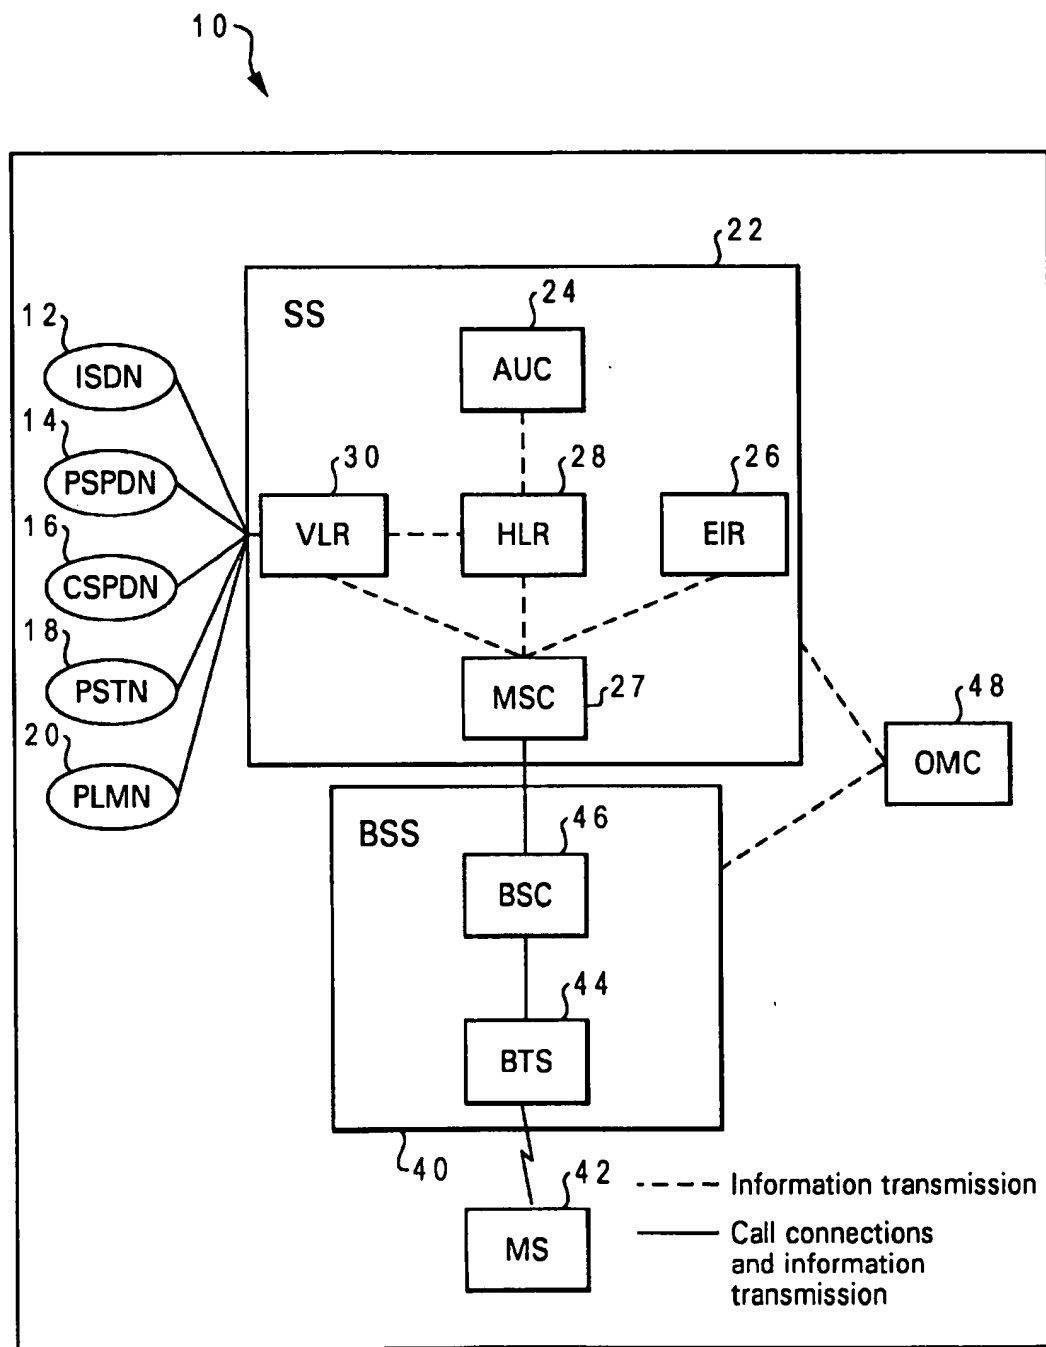 10
22
SS
24
AUC
12
ISDN
14
PSPDN
30
VLR
28
HLR
26
EIR
16
CSPDN
18
PSTN
MSC
27
20
PLMN
48
OMC
BSS
46
BSC
44
BTS
40
42
MS
Information transmission
Call connections
and information
transmission